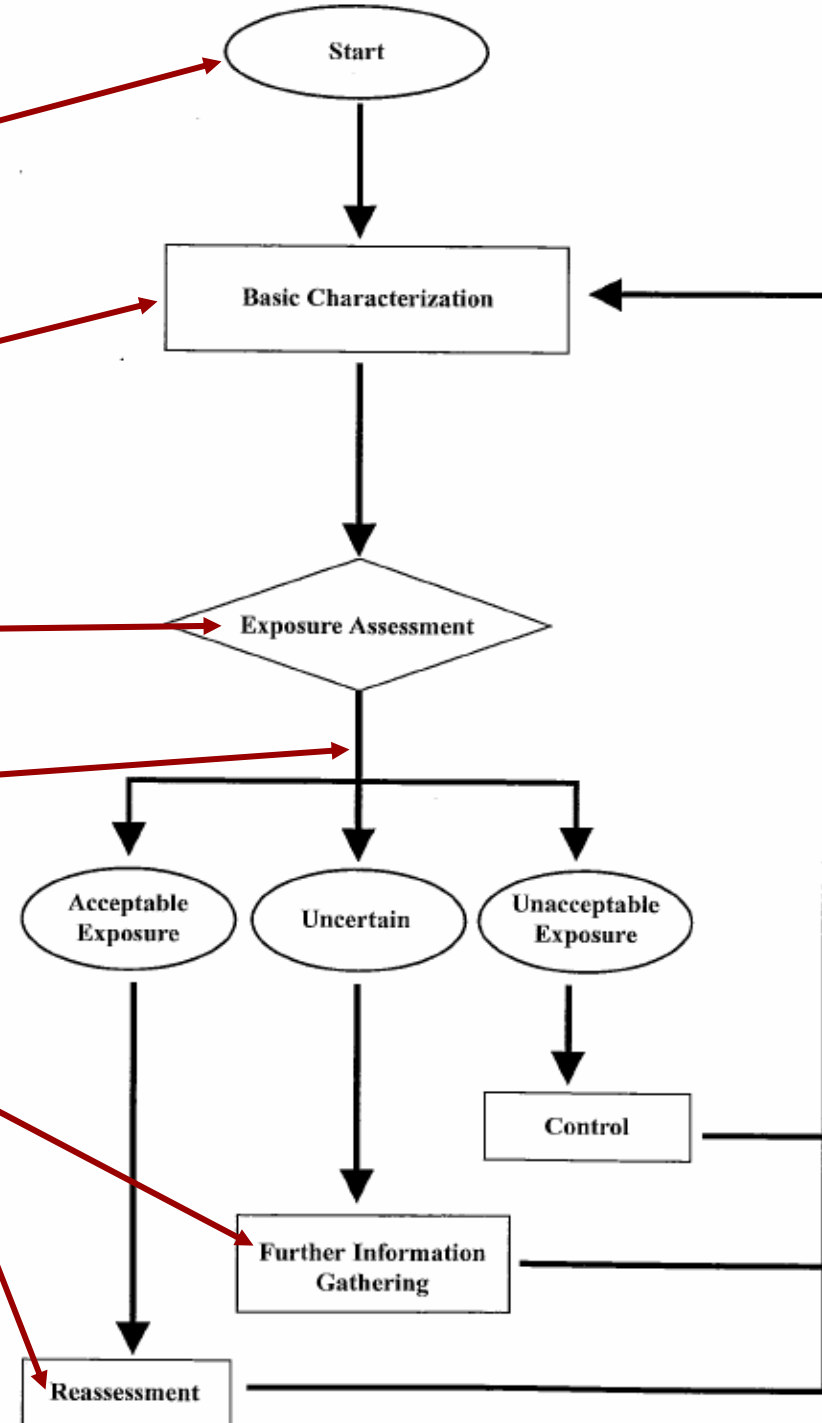 Start
Basic Characterization
Exposure Assessment
Acceptable
Exposure
Uncertain
Unacceptable
Exposure
Control
Further Information
Gathering
Reassessment